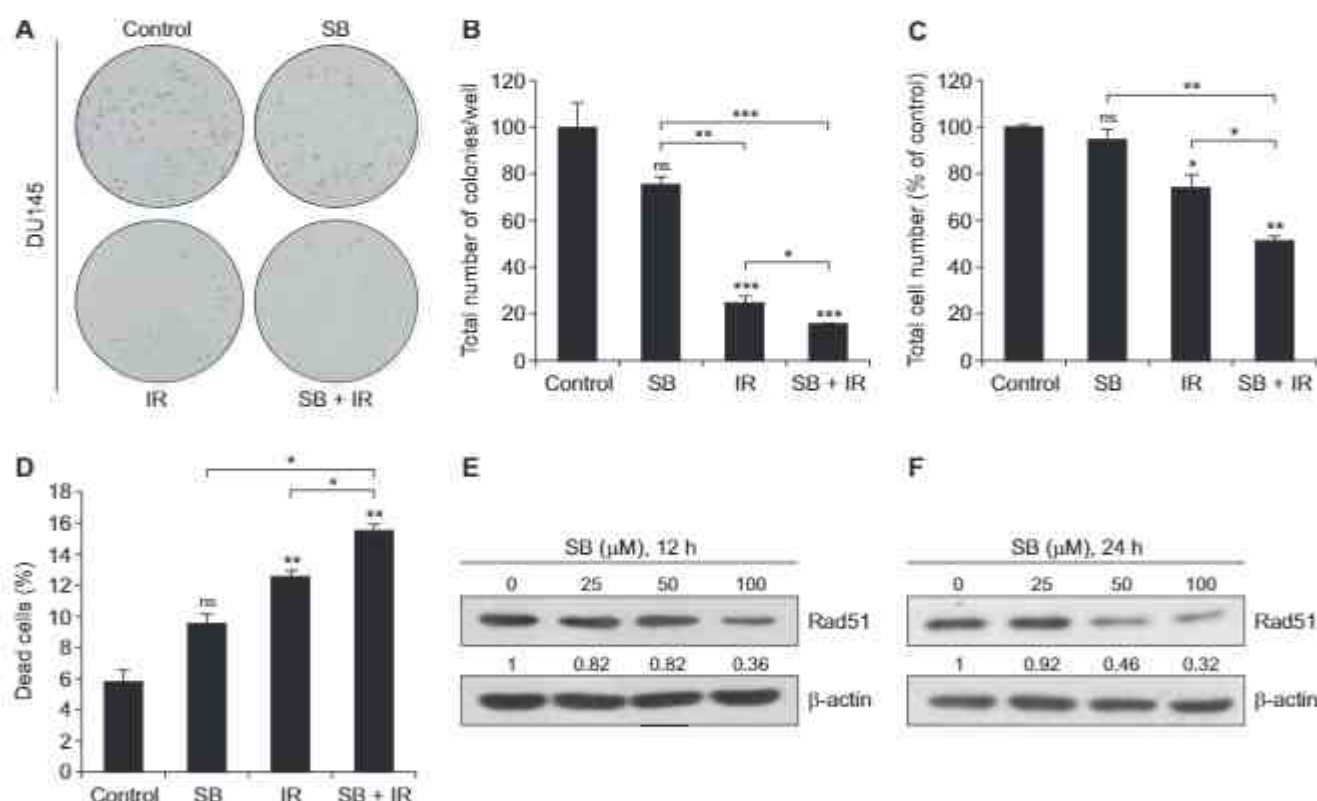 A
Control
SB
DU145
IR
SB + IR
B
Total number of colonies/well
120
100
80
60
40
20
0
ns
**
***
***
*
***
Control
SB
IR
SB + IR
C
Total cell number (% of control)
120
100
80
60
40
20
0
ns
**
*
*
**
Control
SB
IR
SB + IR
D
Dead cells (%)
18
16
14
12
10
8
6
4
2
0
*
*
ns
**
**
Control
SB
IR
SB + IR
E
SB (μM), 12 h
0 25 50 100
Rad51
1 0.82 0.82 0.36
β-actin
F
SB (μM), 24 h
0 25 50 100
Rad51
1 0.92 0.46 0.32
β-actin